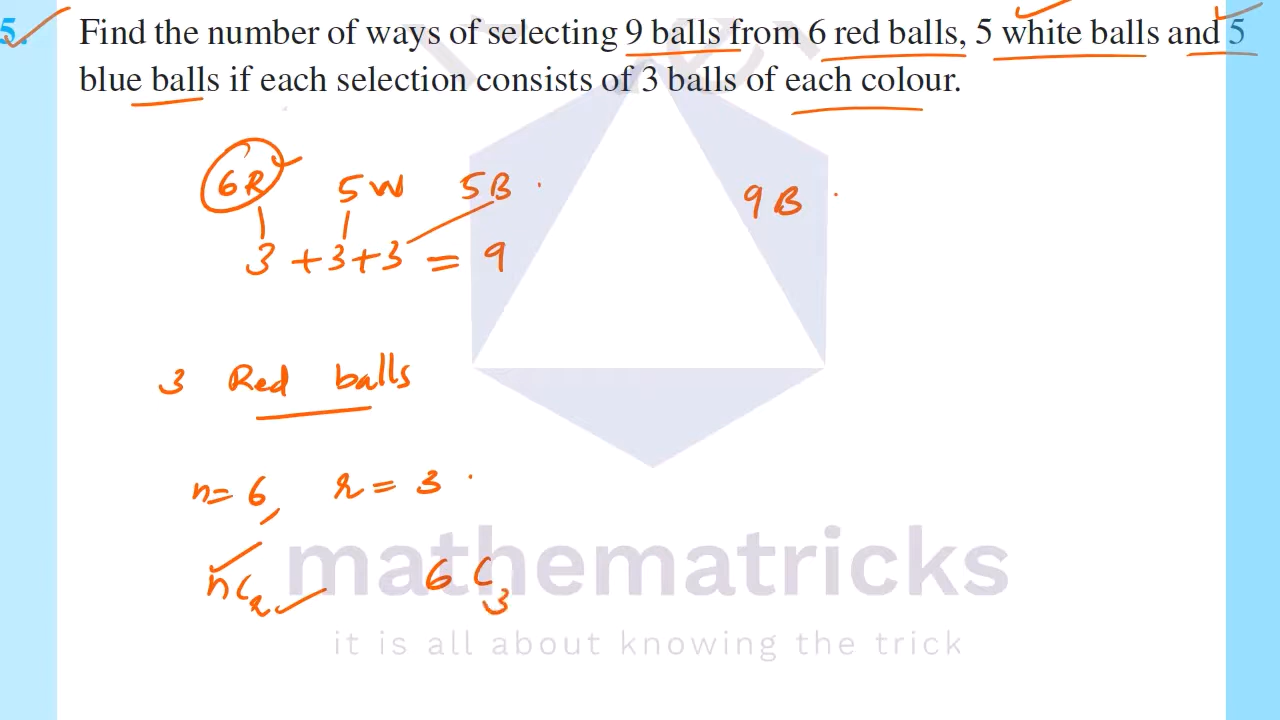 5. Find the number of ways of selecting 9 balls from 6 red balls, 5 white balls and 5
blue balls if each selection consists of 3 balls of each colour.
6R 5W 5B 9B
3 + 3 + 3 = 9
3 Red balls
n = 6, r = 3
nCr 6C3
mathematricks
it is all about knowing the trick